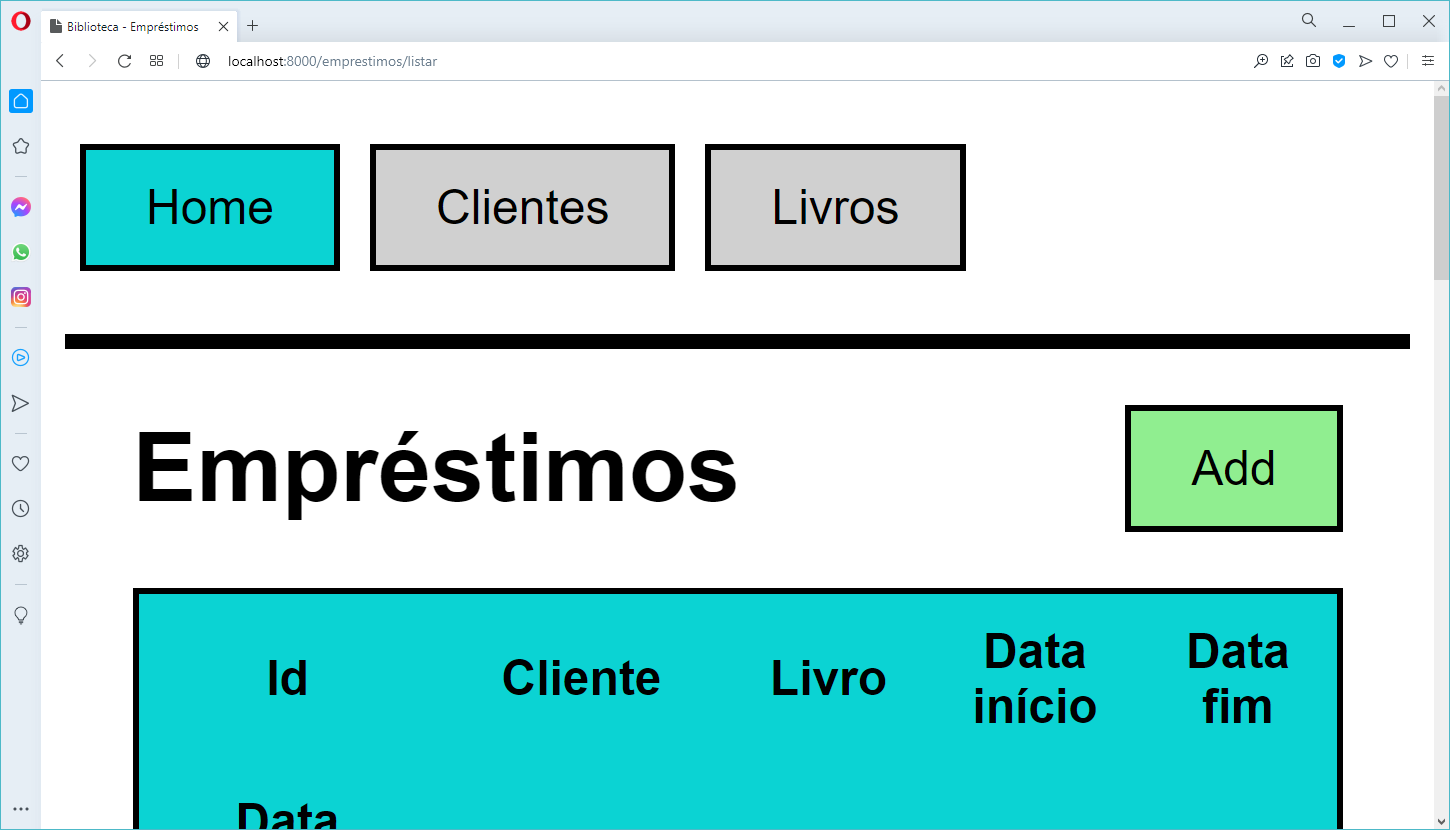 Biblioteca - Empréstimos
localhost:8000/emprestimos/listar
Home Clientes Livros
Empréstimos
Add
Id Cliente Livro Data início Data fim
Data